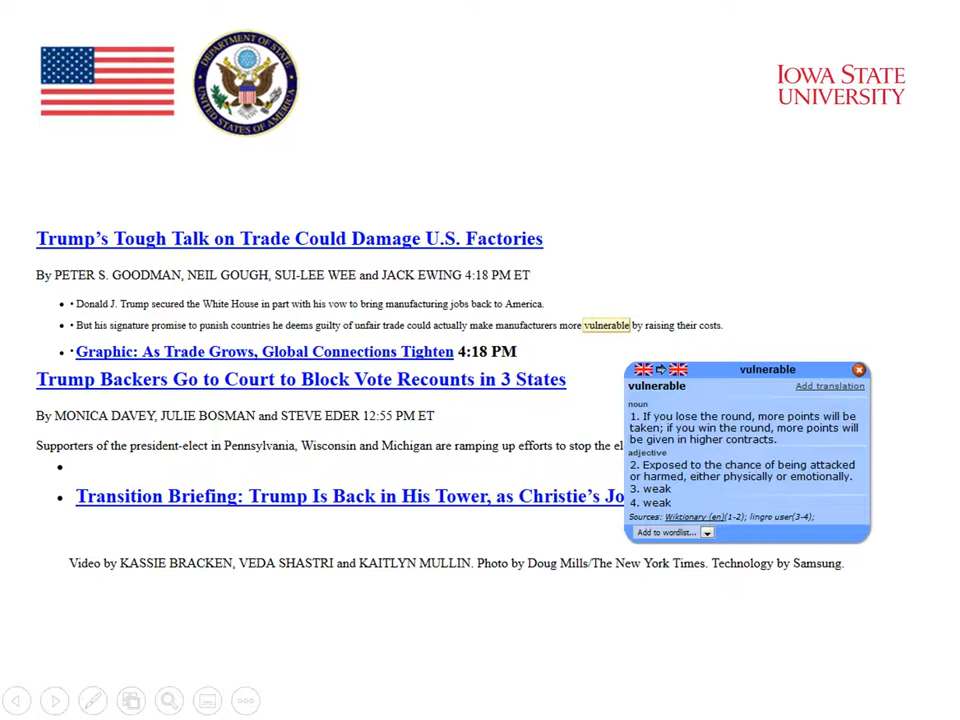 DEPARTMENT OF STATE
UNITED STATES OF AMERICA
IOWA STATE
UNIVERSITY
Trump’s Tough Talk on Trade Could Damage U.S. Factories
By PETER S. GOODMAN, NEIL GOUGH, SUI-LEE WEE and JACK EWING 4:18 PM ET
• • Donald J. Trump secured the White House in part with his vow to bring manufacturing jobs back to America.
• • But his signature promise to punish countries he deems guilty of unfair trade could actually make manufacturers more vulnerable by raising their costs.
• • Graphic: As Trade Grows, Global Connections Tighten 4:18 PM
Trump Backers Go to Court to Block Vote Recounts in 3 States
By MONICA DAVEY, JULIE BOSMAN and STEVE EDER 12:55 PM ET
Supporters of the president-elect in Pennsylvania, Wisconsin and Michigan are ramping up efforts to stop the el
•
• Transition Briefing: Trump Is Back in His Tower, as Christie’s Jo
vulnerable
vulnerable Add translation
noun
1. If you lose the round, more points will be
taken; if you win the round, more points will
be given in higher contracts.
adjective
2. Exposed to the chance of being attacked
or harmed, either physically or emotionally.
3. weak
4. weak
Sources: Wiktionary (en)(1-2); lingro user(3-4);
Add to wordlist...
Video by KASSIE BRACKEN, VEDA SHASTRI and KAITLYN MULLIN. Photo by Doug Mills/The New York Times. Technology by Samsung.